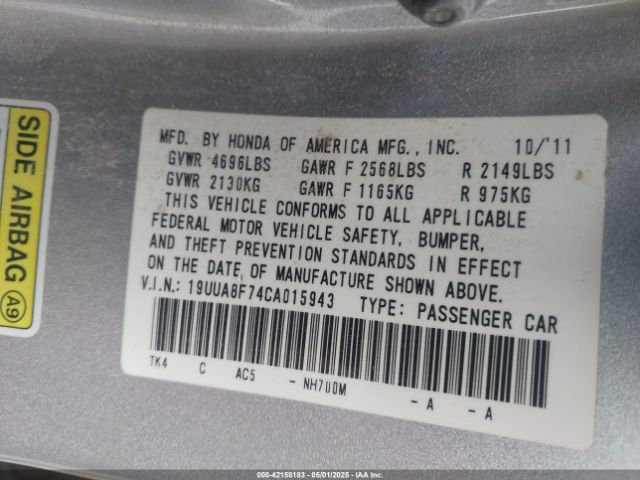 MFD. BY HONDA OF AMERICA MFG., INC. 10/'11
GVWR 4696LBS GAWR F 2568LBS R 2149LBS
GVWR 2130KG GAWR F 1165KG R 975KG
THIS VEHICLE CONFORMS TO ALL APPLICABLE
FEDERAL MOTOR VEHICLE SAFETY, BUMPER,
AND THEFT PREVENTION STANDARDS IN EFFECT
ON THE DATE OF MANUFACTURE SHOWN ABOVE.
V.I.N.: 19UUA8F74CA015943 TYPE: PASSENGER CAR
TK4 C AC5 - NH700M - A - A
SIDE AIRBAG A9
000-42158183 - 05/01/2025 - IAA Inc.